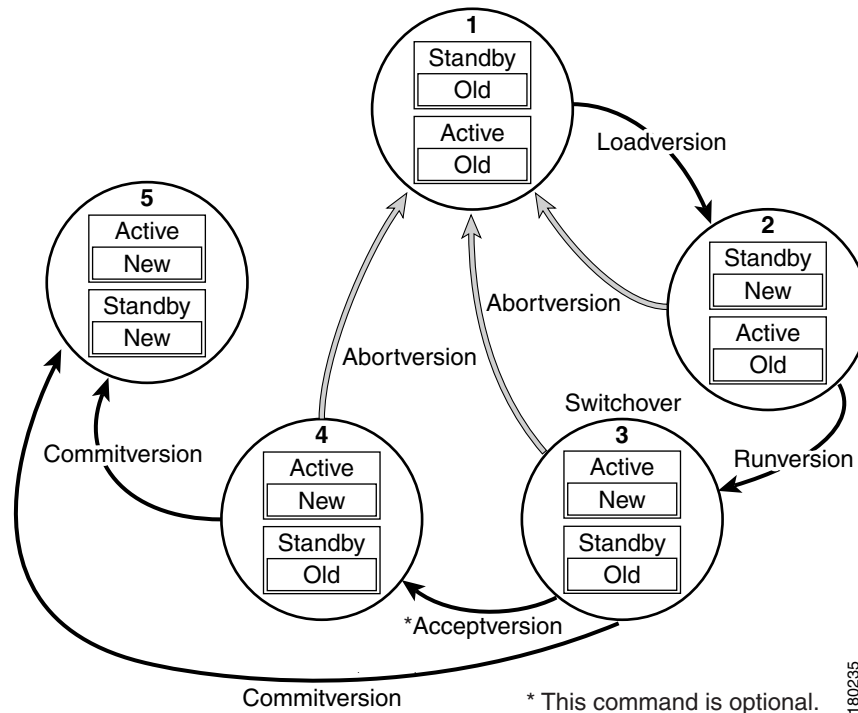 1
Standby
Old
Active
Old
Loadversion
5
Active
New
Standby
New
2
Standby
New
Active
Old
Abortversion
Abortversion
Switchover
Commitversion
4
Active
New
Standby
Old
3
Active
New
Standby
Old
Runversion
*Acceptversion
Commitversion
* This command is optional.
180235